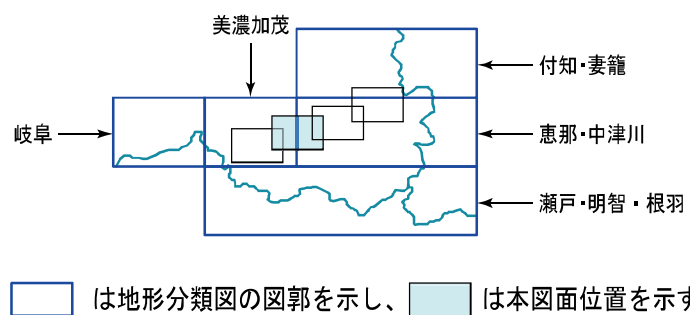 美濃加茂
付知・妻籠
岐阜
恵那・中津川
瀬戸・明智・根羽
は地形分類図の図郭を示し、 は本図面位置を示す